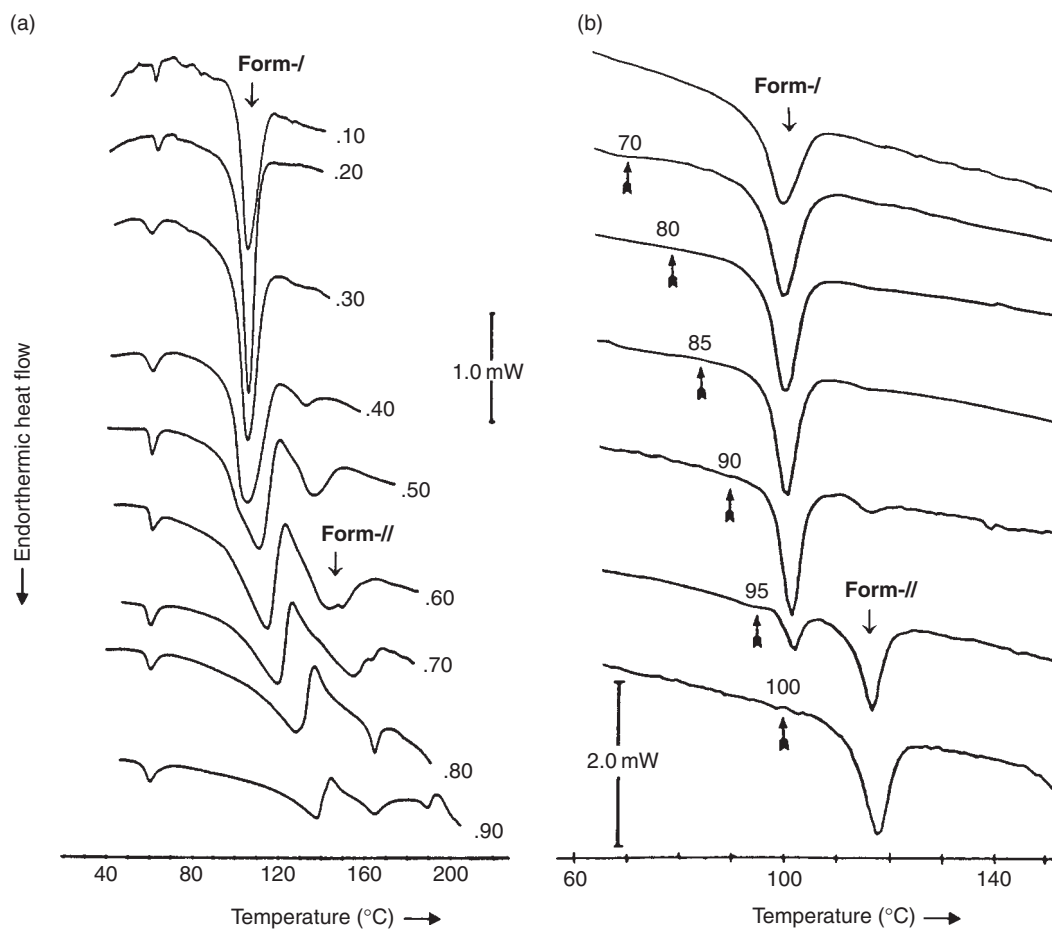 (a)
Form-I
.10
.20
.30
1.0 mW
.40
.50
Form-II
.60
.70
.80
.90
Endorthermic heat flow
40
80
120
160
200
Temperature (°C)
(b)
Form-I
70
80
85
90
95
Form-II
100
2.0 mW
60
100
140
Temperature (°C)